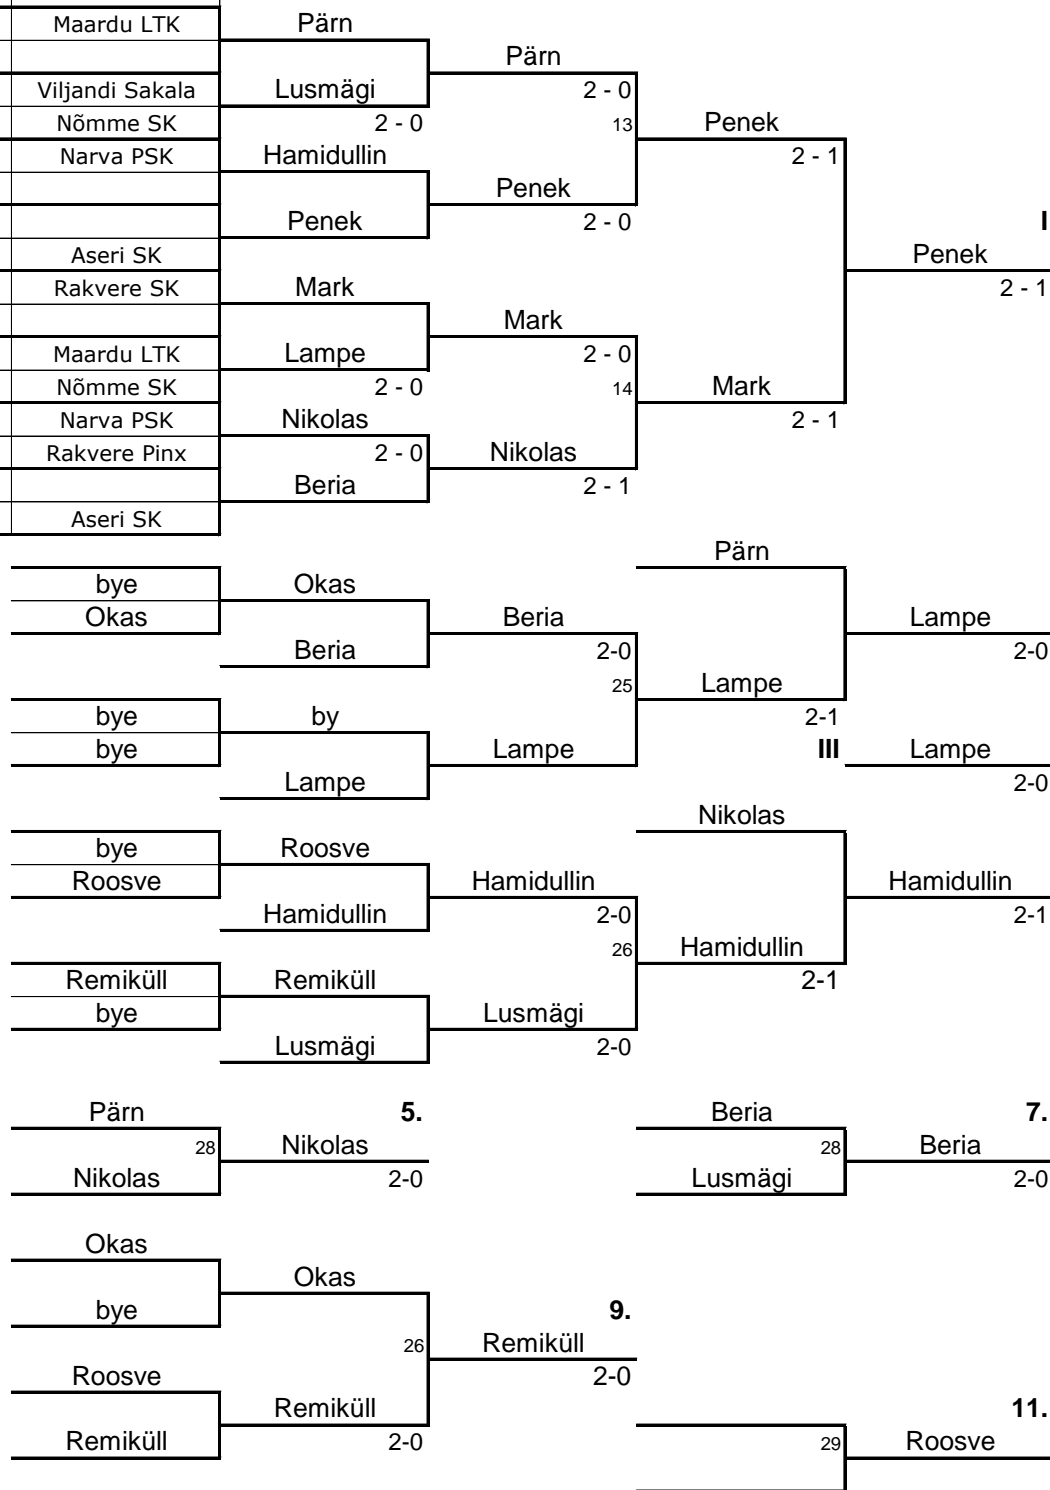 Maardu LTK Pärn
Pärn
Viljandi Sakala Lusmägi 2 - 0
Nõmme SK 2 - 0 13 Penek
Narva PSK Hamidullin 2 - 1
Penek
Penek 2 - 0 I
Aseri SK Penek
Rakvere SK Mark 2 - 1
Mark
Maardu LTK Lampe 2 - 0
Nõmme SK 2 - 0 14 Mark
Narva PSK Nikolas 2 - 1
Rakvere Pinx 2 - 0 Nikolas
Beria 2 - 1
Aseri SK
Pärn
bye Okas
Okas Beria Lampe
Beria 2-0 2-0
25 Lampe
bye by 2-1
bye Lampe III Lampe
Lampe 2-0
Nikolas
bye Roosve
Roosve Hamidullin Hamidullin
Hamidullin 2-0 2-1
26 Hamidullin
Remiküll Remiküll 2-1
bye Lusmägi
Lusmägi 2-0
Pärn 5. Beria 7.
28 Nikolas 28 Beria
Nikolas 2-0 Lusmägi 2-0
Okas
Okas
bye 9.
26 Remiküll
Roosve 2-0
Remiküll 11.
Remiküll 2-0 29 Roosve